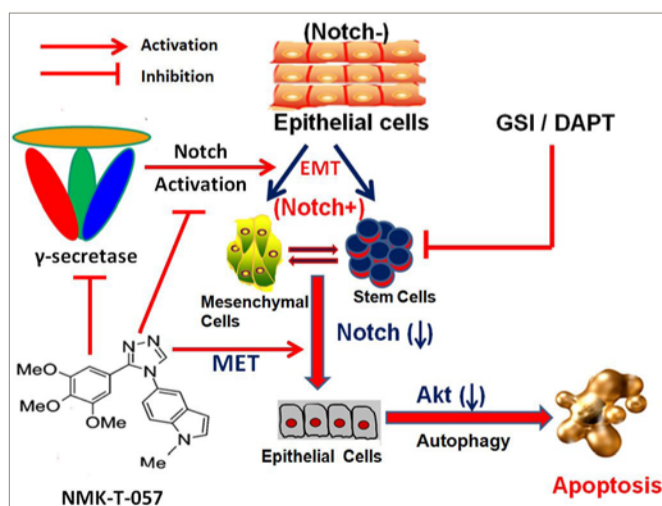 Activation
Inhibition
(Notch-)
Epithelial cells
GSI / DAPT
Notch
Activation
EMT
(Notch+)
γ-secretase
Mesenchymal
Cells
Stem Cells
Notch (↓)
MET
N
N
N
MeO
MeO
OMe
N
Me
Akt (↓)
Autophagy
Epithelial Cells
NMK-T-057
Apoptosis